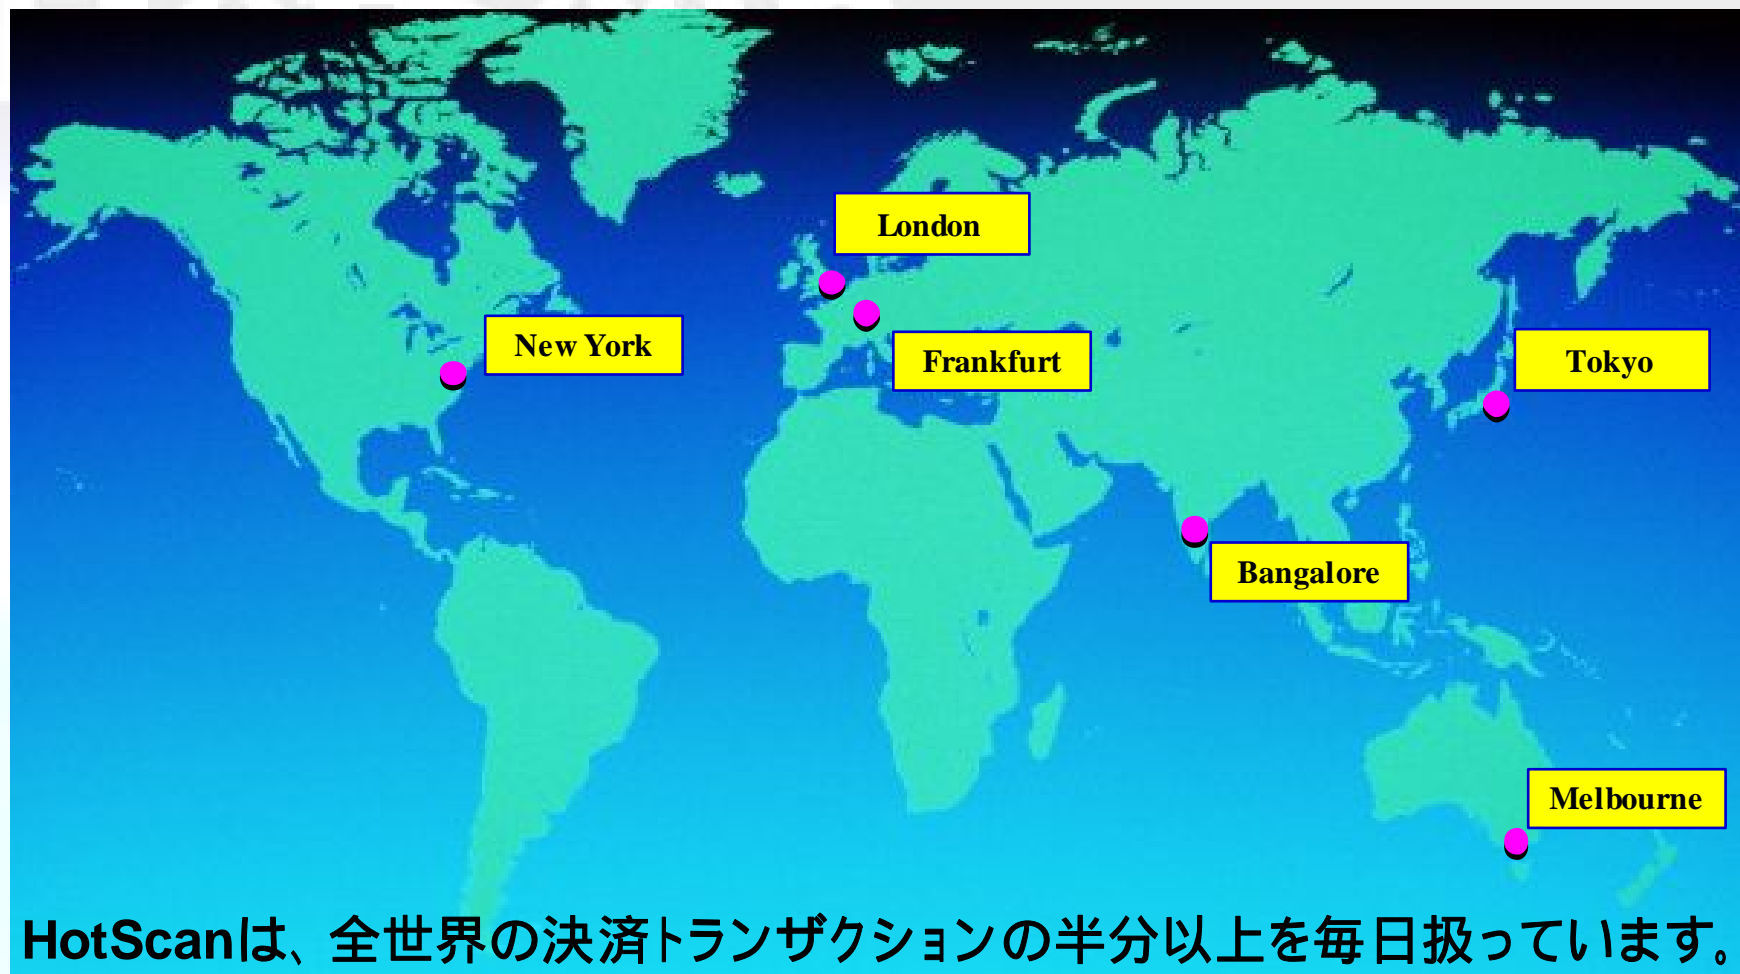 London
New York
Frankfurt
Tokyo
Bangalore
Melbourne
HotScanは、全世界の決済トランザクションの半分以上を毎日扱っています。